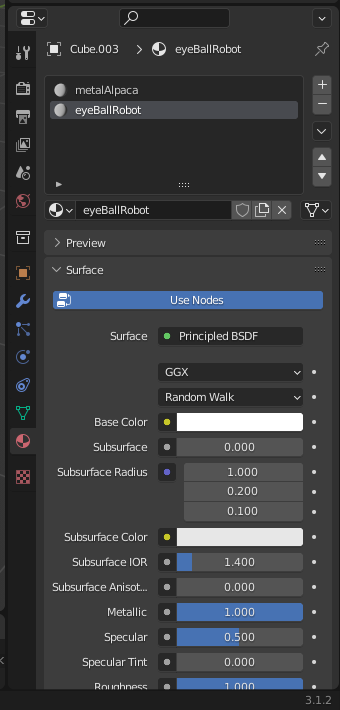 Cube.003 > eyeBallRobot
metalAlpaca
eyeBallRobot
eyeBallRobot
Preview
Surface
Use Nodes
Surface Principled BSDF
GGX
Random Walk
Base Color
Subsurface 0.000
Subsurface Radius 1.000
0.200
0.100
Subsurface Color
Subsurface IOR 1.400
Subsurface Anisot... 0.000
Metallic 1.000
Specular 0.500
Specular Tint 0.000
Roughness 1.000
3.1.2